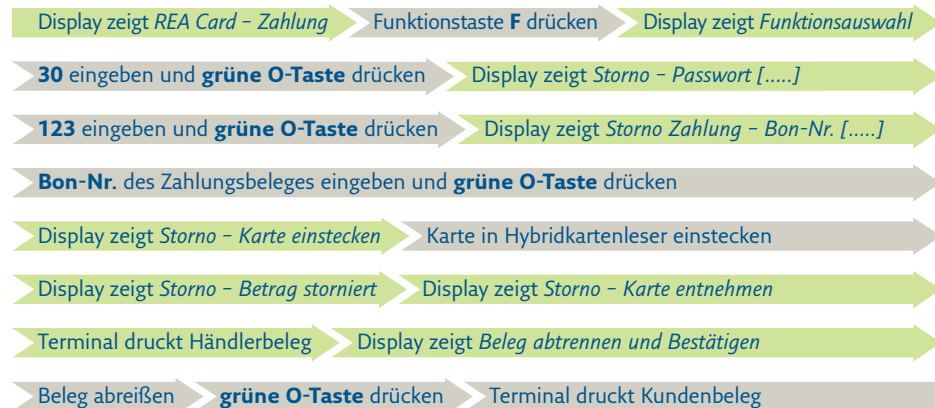 Display zeigt REA Card – Zahlung Funktionstaste F drücken Display zeigt Funktionsauswahl
30 eingeben und grüne O-Taste drücken Display zeigt Storno – Passwort [.....]
123 eingeben und grüne O-Taste drücken Display zeigt Storno Zahlung – Bon-Nr. [.....]
Bon-Nr. des Zahlungsbeleges eingeben und grüne O-Taste drücken
Display zeigt Storno – Karte einstecken Karte in Hybridkartenleser einstecken
Display zeigt Storno – Betrag storniert Display zeigt Storno – Karte entnehmen
Terminal druckt Händlerbeleg Display zeigt Beleg abtrennen und Bestätigen
Beleg abreißen grüne O-Taste drücken Terminal druckt Kundenbeleg